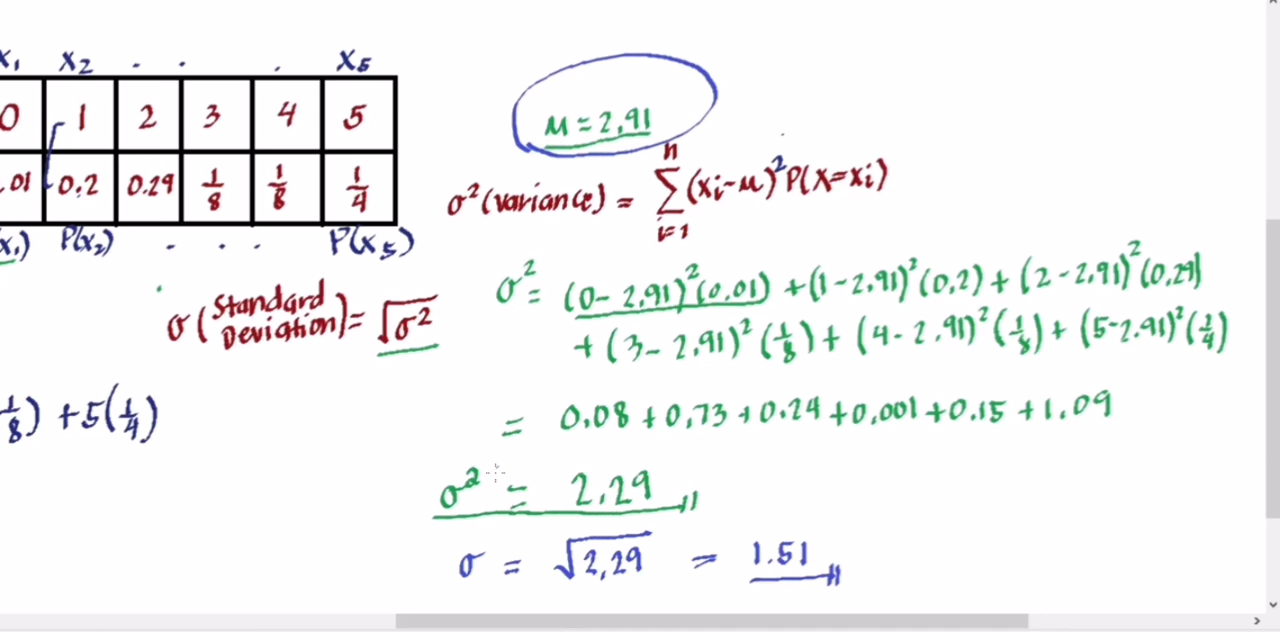 x₁ x₂ . . . x₅
0 1 2 3 4 5
.01 0.2 0.29 1/8 1/8 1/4
x₁) P(x₂) . . . P(x₅)
μ = 2,91
σ² (variance) = Σ (xi-μ)² P(X=xi)
n
i=1
σ (Standard Deviation) = √σ²
σ² = (0- 2,91)² (0,01) + (1-2,91)² (0,2) + (2-2,91)² (0,29)
+ (3- 2,91)² (1/8) + (4- 2,91)² (1/8) + (5-2,91)² (1/4)
1/8) + 5(1/4)
= 0,08 + 0,73 + 0.24 + 0,001 + 0.15 + 1.09
σ² = 2.29
σ = √2,29 = 1.51